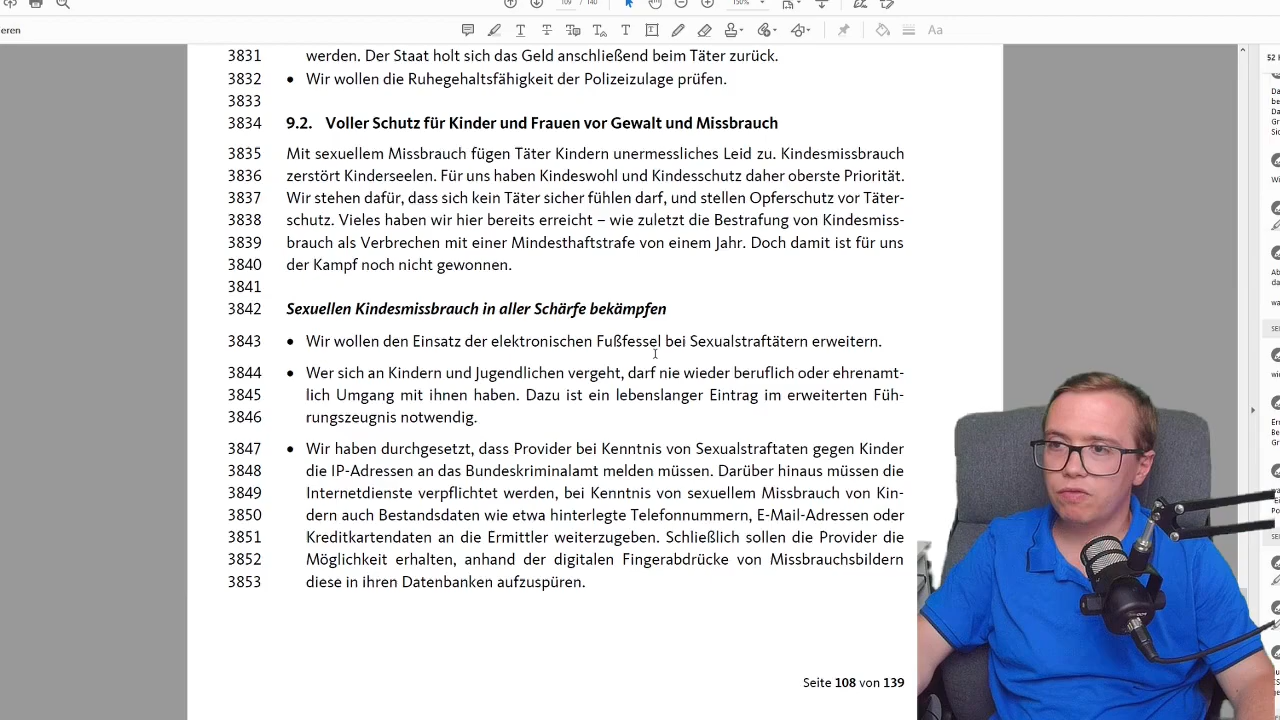 109 / 140
150%
eren
Aa
3831 werden. Der Staat holt sich das Geld anschließend beim Täter zurück.
3832 • Wir wollen die Ruhegehaltsfähigkeit der Polizeizulage prüfen.
3833
3834 9.2. Voller Schutz für Kinder und Frauen vor Gewalt und Missbrauch
3835 Mit sexuellem Missbrauch fügen Täter Kindern unermessliches Leid zu. Kindesmissbrauch
3836 zerstört Kinderseelen. Für uns haben Kindeswohl und Kindesschutz daher oberste Priorität.
3837 Wir stehen dafür, dass sich kein Täter sicher fühlen darf, und stellen Opferschutz vor Täter-
3838 schutz. Vieles haben wir hier bereits erreicht – wie zuletzt die Bestrafung von Kindesmiss-
3839 brauch als Verbrechen mit einer Mindesthaftstrafe von einem Jahr. Doch damit ist für uns
3840 der Kampf noch nicht gewonnen.
3841
3842 Sexuellen Kindesmissbrauch in aller Schärfe bekämpfen
3843 • Wir wollen den Einsatz der elektronischen Fußfessel bei Sexualstraftätern erweitern.
3844 • Wer sich an Kindern und Jugendlichen vergeht, darf nie wieder beruflich oder ehrenamt-
3845 lich Umgang mit ihnen haben. Dazu ist ein lebenslanger Eintrag im erweiterten Füh-
3846 rungszeugnis notwendig.
3847 • Wir haben durchgesetzt, dass Provider bei Kenntnis von Sexualstraftaten gegen Kinder
3848 die IP-Adressen an das Bundeskriminalamt melden müssen. Darüber hinaus müssen die
3849 Internetdienste verpflichtet werden, bei Kenntnis von sexuellem Missbrauch von Kin-
3850 dern auch Bestandsdaten wie etwa hinterlegte Telefonnummern, E-Mail-Adressen oder
3851 Kreditkartendaten an die Ermittler weiterzugeben. Schließlich sollen die Provider die
3852 Möglichkeit erhalten, anhand der digitalen Fingerabdrücke von Missbrauchsbildern
3853 diese in ihren Datenbanken aufzuspüren.
Seite 108 von 139
52